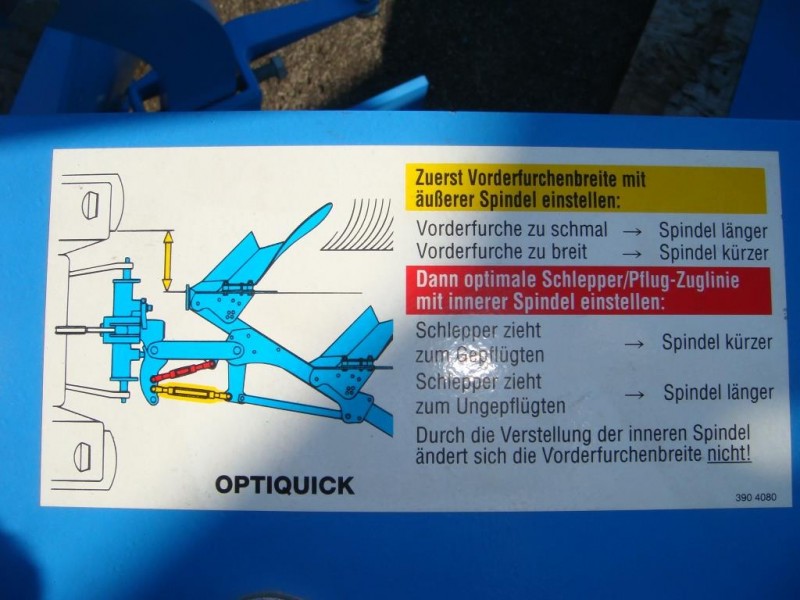 Zuerst Vorderfurchenbreite mit
äußerer Spindel einstellen:
Vorderfurche zu schmal → Spindel länger
Vorderfurche zu breit → Spindel kürzer
Dann optimale Schlepper/Pflug-Zuglinie
mit innerer Spindel einstellen:
Schlepper zieht
zum Gepflügten → Spindel kürzer
Schlepper zieht
zum Ungepflügten → Spindel länger
Durch die Verstellung der inneren Spindel
ändert sich die Vorderfurchenbreite nicht!
OPTIQUICK
390 4080